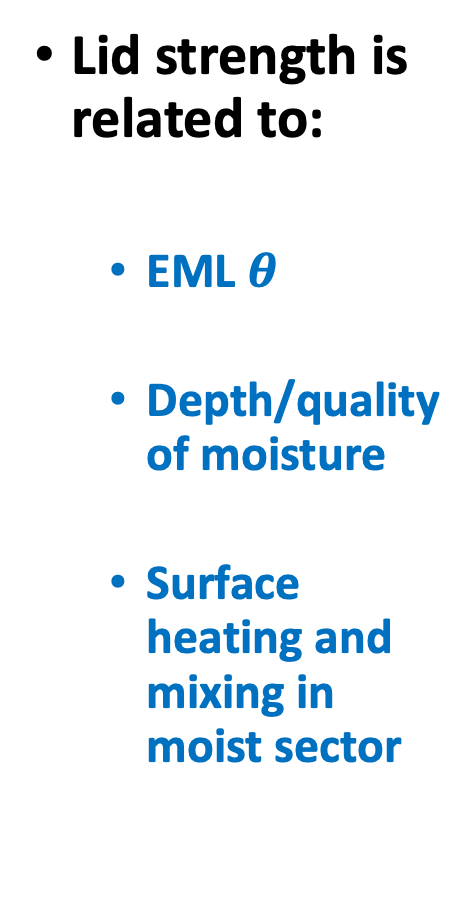 • Lid strength is
related to:
• EML θ
• Depth/quality
of moisture
• Surface
heating and
mixing in
moist sector